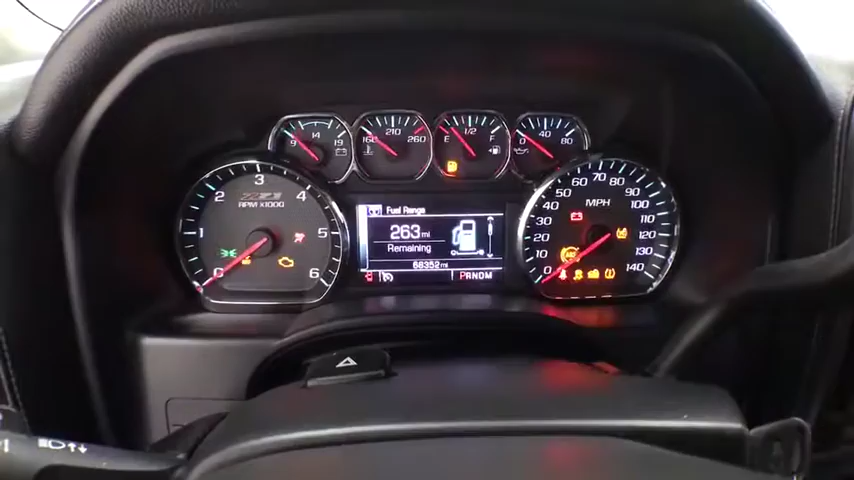 9 14 19
160 210 260
E 1/2 F
0 40 80
0 1 2 3 4 5 6
Z71
RPM X1000
Fuel Range
263 mi
Remaining
68352 mi
PRNDM
0 10 20 30 40 50 60 70 80 90 100 110 120 130 140
MPH
ABS